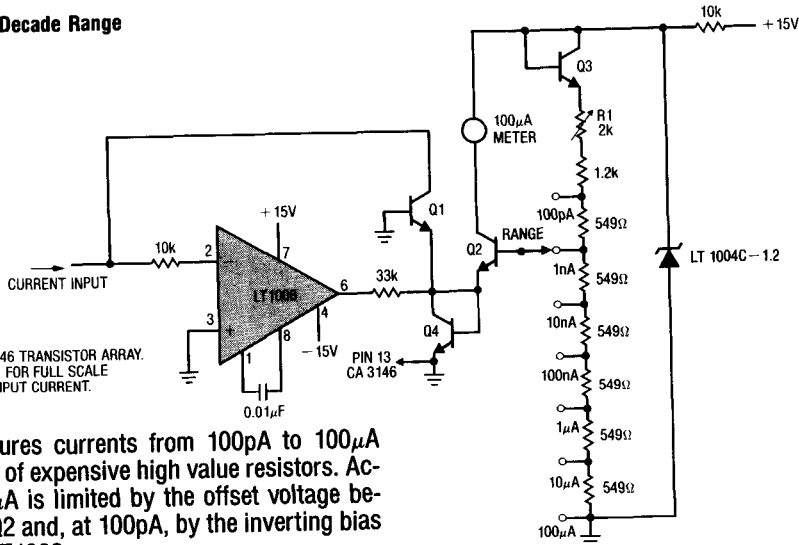 Decade Range
10k
+15V
Q3
R1
2k
100μA
METER
1.2k
100pA
549Ω
Q1
+15V
RANGE
Q2
10k
2
7
1nA
549Ω
LT 1004C–1.2
CURRENT INPUT
6
33k
10nA
549Ω
3
+
4
8
–15V
Q4
1
PIN 13
CA 3146
100nA
549Ω
46 TRANSISTOR ARRAY.
FOR FULL SCALE
PUT CURRENT.
0.01μF
1μA
549Ω
10μA
549Ω
100μA
ures currents from 100pA to 100μA
of expensive high value resistors. Ac-
μA is limited by the offset voltage be-
Q2 and, at 100pA, by the inverting bias